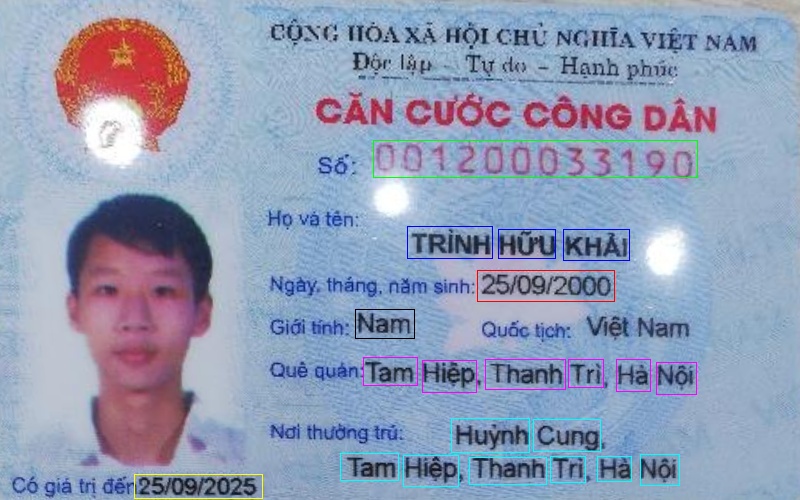 CỘNG HÒA XÃ HỘI CHỦ NGHĨA VIỆT NAM
Độc lập - Tự do - Hạnh phúc
CĂN CƯỚC CÔNG DÂN
Số: 001200033190
Họ và tên:
TRỊNH HỮU KHẢI
Ngày, tháng, năm sinh: 25/09/2000
Giới tính: Nam Quốc tịch: Việt Nam
Quê quán: Tam Hiệp, Thanh Trì, Hà Nội
Nơi thường trú: Huỳnh Cung,
Tam Hiệp, Thanh Trì, Hà Nội
Có giá trị đến 25/09/2025